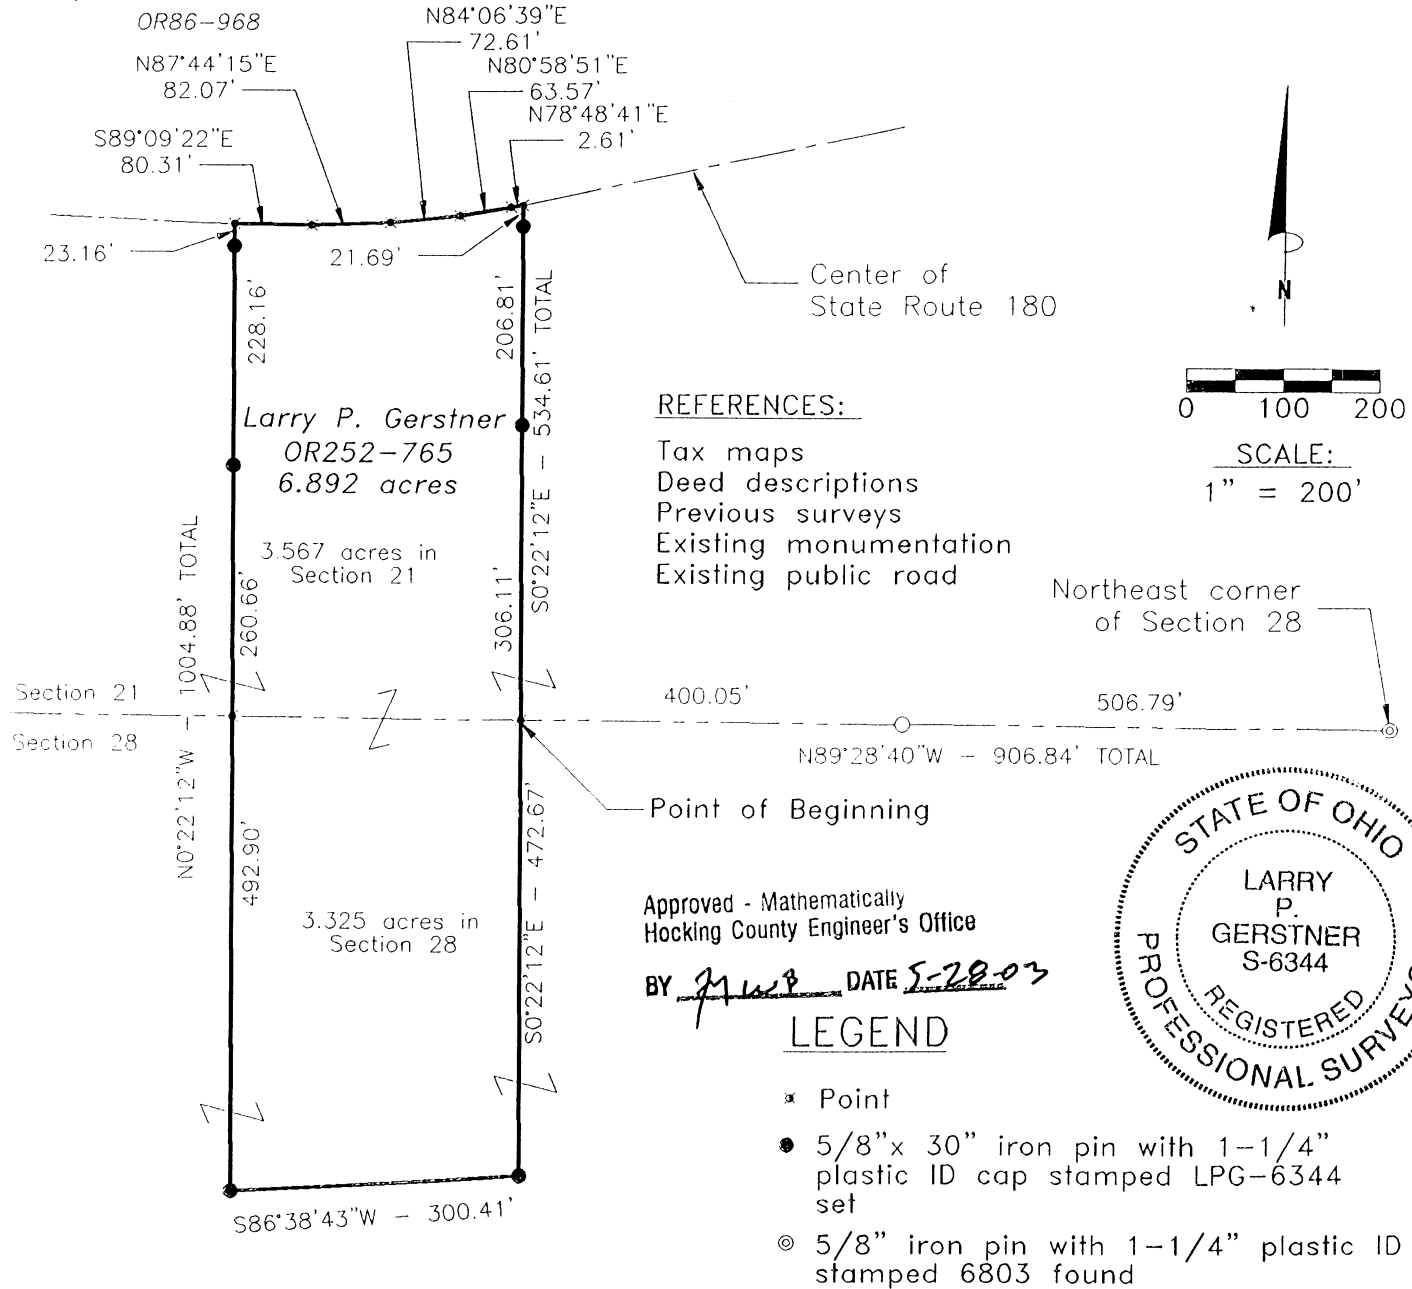 OR86-968
N87°44'15"E
82.07'
S89°09'22"E
80.31'
N84°06'39"E
72.61'
N80°58'51"E
63.57'
N78°48'41"E
2.61'
23.16'
21.69'
Center of
State Route 180
N
0 100 200
SCALE:
1" = 200'
228.16'
206.81'
S0°22'12"E - 534.61' TOTAL
Larry P. Gerstner
OR252-765
6.892 acres
REFERENCES:
Tax maps
Deed descriptions
Previous surveys
Existing monumentation
Existing public road
3.567 acres in
Section 21
N0°22'12"W - 1004.88' TOTAL
260.66'
306.11'
Northeast corner
of Section 28
Section 21
Section 28
400.05'
506.79'
N89°28'40"W - 906.84' TOTAL
Point of Beginning
492.90'
S0°22'12"E - 472.67'
3.325 acres in
Section 28
Approved - Mathematically
Hocking County Engineer's Office
BY DATE 5-28-03
STATE OF OHIO
LARRY
P.
GERSTNER
S-6344
REGISTERED
PROFESSIONAL SURVEYO
LEGEND
Point
5/8"x 30" iron pin with 1-1/4"
plastic ID cap stamped LPG-6344
set
5/8" iron pin with 1-1/4" plastic ID
stamped 6803 found
S86°38'43"W - 300.41'